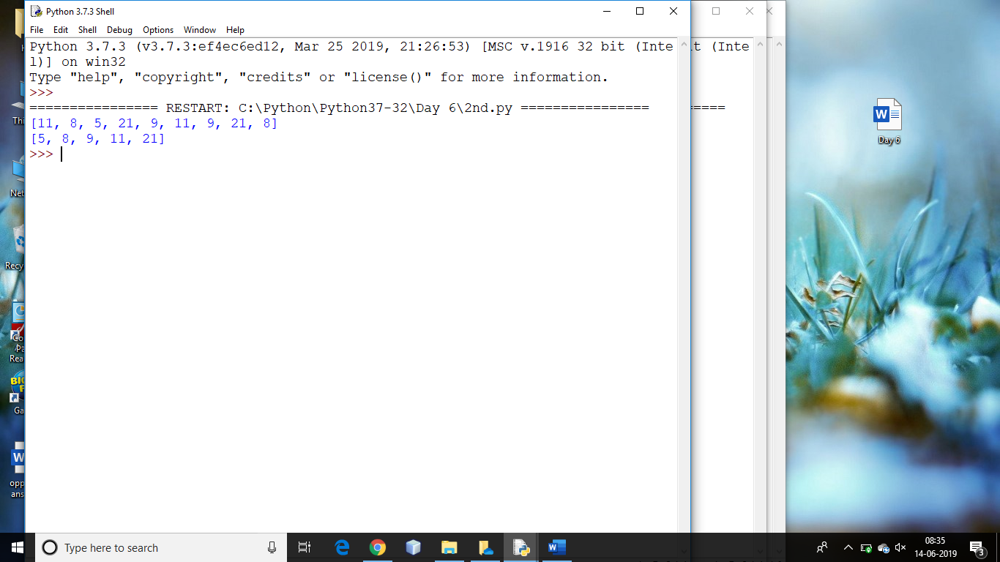 Python 3.7.3 Shell
File Edit Shell Debug Options Window Help
Python 3.7.3 (v3.7.3:ef4ec6ed12, Mar 25 2019, 21:26:53) [MSC v.1916 32 bit (Inte
l)] on win32
Type "help", "copyright", "credits" or "license()" for more information.
>>>
================ RESTART: C:\Python\Python37-32\Day 6\2nd.py ================
[11, 8, 5, 21, 9, 11, 9, 21, 8]
[5, 8, 9, 11, 21]
>>>
it (Inte
=====
Day 6
Thi
Net
Recy
Co
Pa
Rea
Ga
opp
ans
Type here to search
08:35
14-06-2019
3